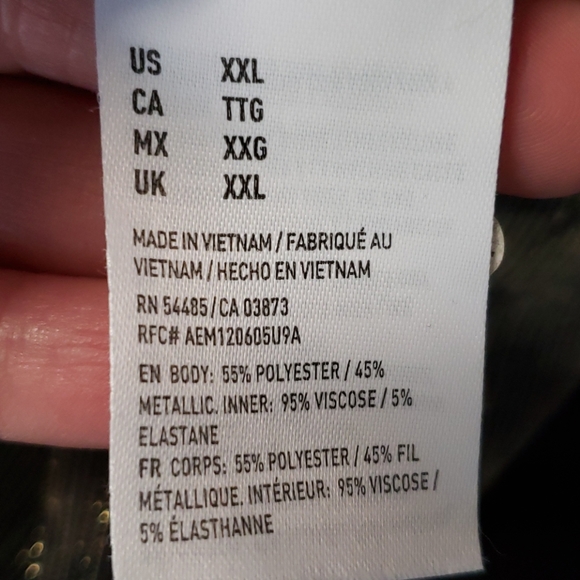 US XXL
CA TTG
MX XXG
UK XXL
MADE IN VIETNAM / FABRIQUÉ AU
VIETNAM / HECHO EN VIETNAM
RN 54485/CA 03873
RFC# AEM120605U9A
EN BODY: 55% POLYESTER / 45%
METALLIC. INNER: 95% VISCOSE / 5%
ELASTANE
FR CORPS: 55% POLYESTER / 45% FIL
MÉTALLIQUE. INTÉRIEUR: 95% VISCOSE /
5% ÉLASTHANNE